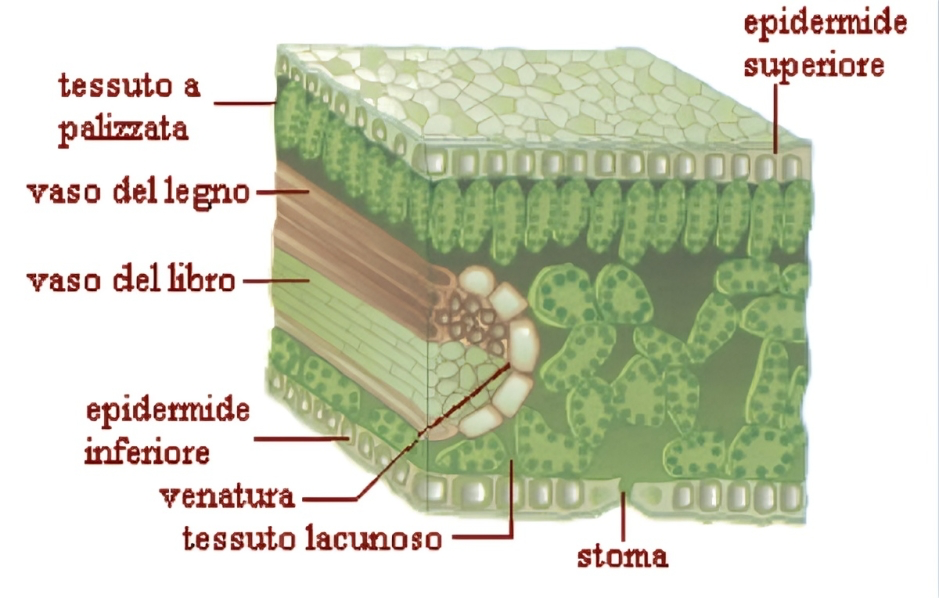 epidermide
superiore
tessuto a
palizzata
vaso del legno
vaso del libro
epidermide
inferiore
venatura
tessuto lacunoso
stoma